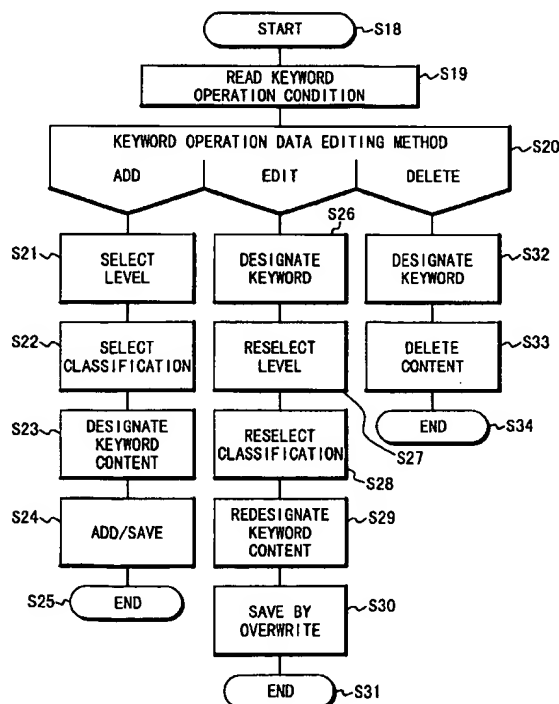 START
S18
READ KEYWORD
OPERATION CONDITION
S19
KEYWORD OPERATION DATA EDITING METHOD
S20
ADD
EDIT
DELETE
S21
SELECT
LEVEL
S22
SELECT
CLASSIFICATION
S23
DESIGNATE
KEYWORD
CONTENT
S24
ADD/SAVE
S25
END
S26
DESIGNATE
KEYWORD
RESELECT
LEVEL
S27
RESELECT
CLASSIFICATION
S28
REDESIGNATE
KEYWORD
CONTENT
S29
SAVE BY
OVERWRITE
S30
END
S31
DESIGNATE
KEYWORD
S32
DELETE
CONTENT
S33
END
S34